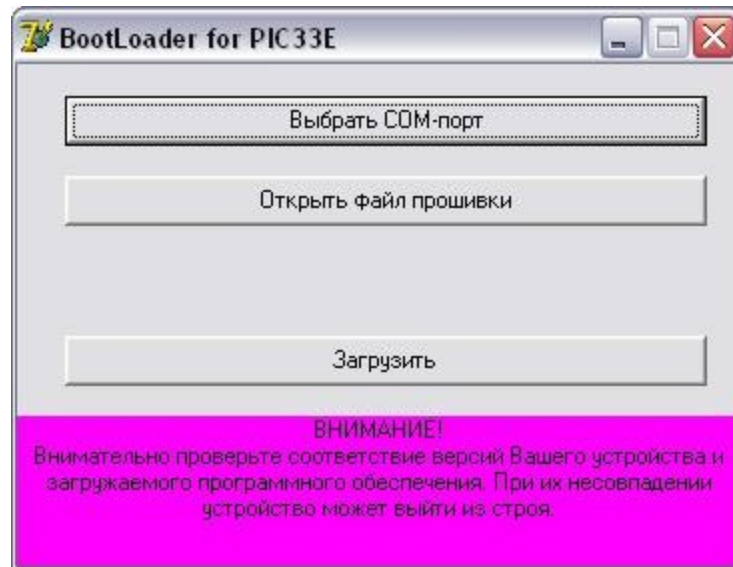 BootLoader for PIC33E
Выбрать COM-порт
Открыть файл прошивки
Загрузить
ВНИМАНИЕ!
Внимательно проверьте соответствие версий Вашего устройства и
загружаемого программного обеспечения. При их несовпадении
устройство может выйти из строя.